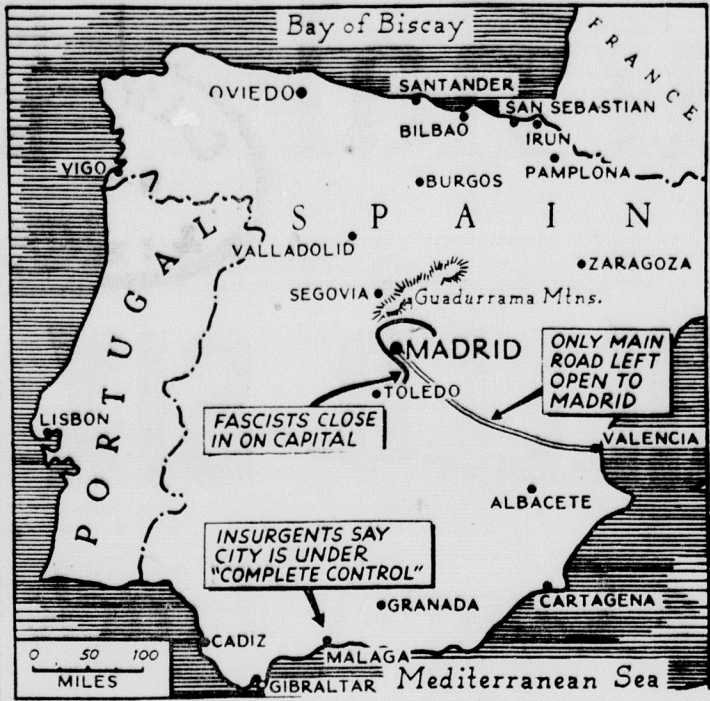 Bay of Biscay
FRANCE
OVIEDO
SANTANDER
SAN SEBASTIAN
BILBAO
IRUN
VIGO
PAMPLONA
BURGOS
SPAIN
PORTUGAL
VALLADOLID
ZARAGOZA
SEGOVIA
Guadurrama Mtns.
MADRID
ONLY MAIN
ROAD LEFT
OPEN TO
MADRID
TOLEDO
FASCISTS CLOSE
IN ON CAPITAL
LISBON
VALENCIA
ALBACETE
INSURGENTS SAY
CITY IS UNDER
"COMPLETE CONTROL"
GRANADA
CARTAGENA
CADIZ
MALAGA
0 50 100
MILES
GIBRALTAR
Mediterranean Sea